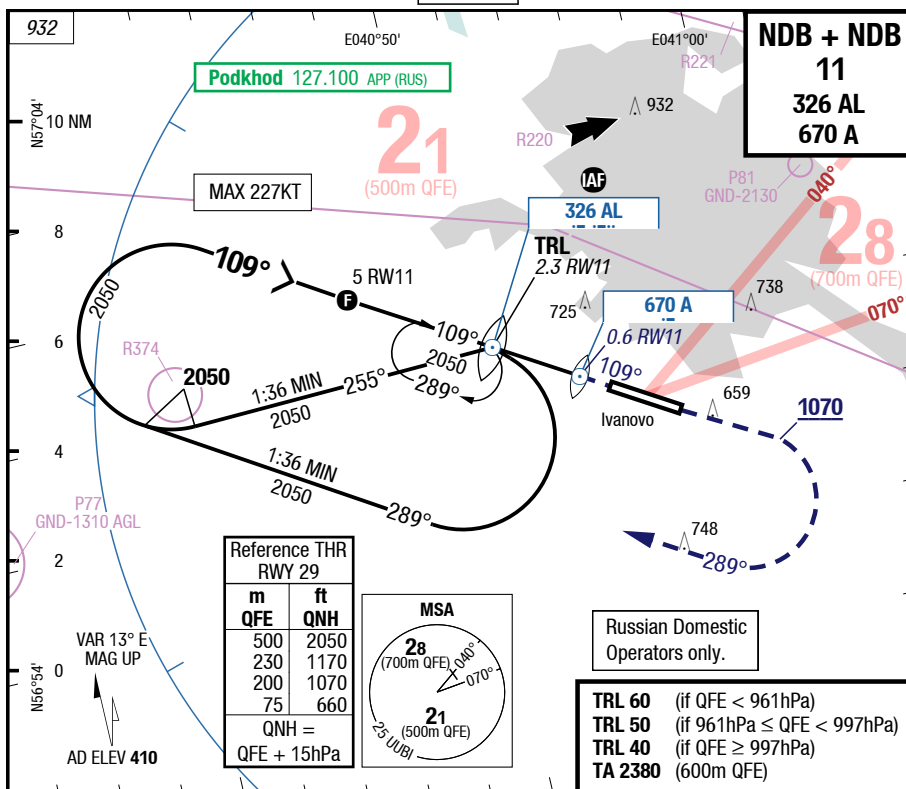 932
E040°50'
E041°00'
NDB + NDB
11
326 AL
670 A
R221
Podkhod 127.100 APP (RUS)
N57°04'
10 NM
21
(500m QFE)
932
R220
P81
GND-2130
040°
IAF
MAX 227KT
326 AL
28
(700m QFE)
8
TRL
2.3 RW11
109°
5 RW11
F
2050
670 A
725
738
070°
0.6 RW11
6
109°
2050
109°
R374
2050
289°
255°
1:36 MIN
2050
659
1070
Ivanovo
4
1:36 MIN
2050
289°
P77
GND-1310 AGL
748
289°
2
Reference THR
RWY 29
m ft
QFE QNH
500 2050
230 1170
200 1070
75 660
QNH =
QFE + 15hPa
MSA
28
(700m QFE)
040°
070°
21
(500m QFE)
25 UUBI
Russian Domestic
Operators only.
VAR 13° E
MAG UP
N56°54'
0
AD ELEV 410
TRL 60 (if QFE < 961hPa)
TRL 50 (if 961hPa ≤ QFE < 997hPa)
TRL 40 (if QFE ≥ 997hPa)
TA 2380 (600m QFE)